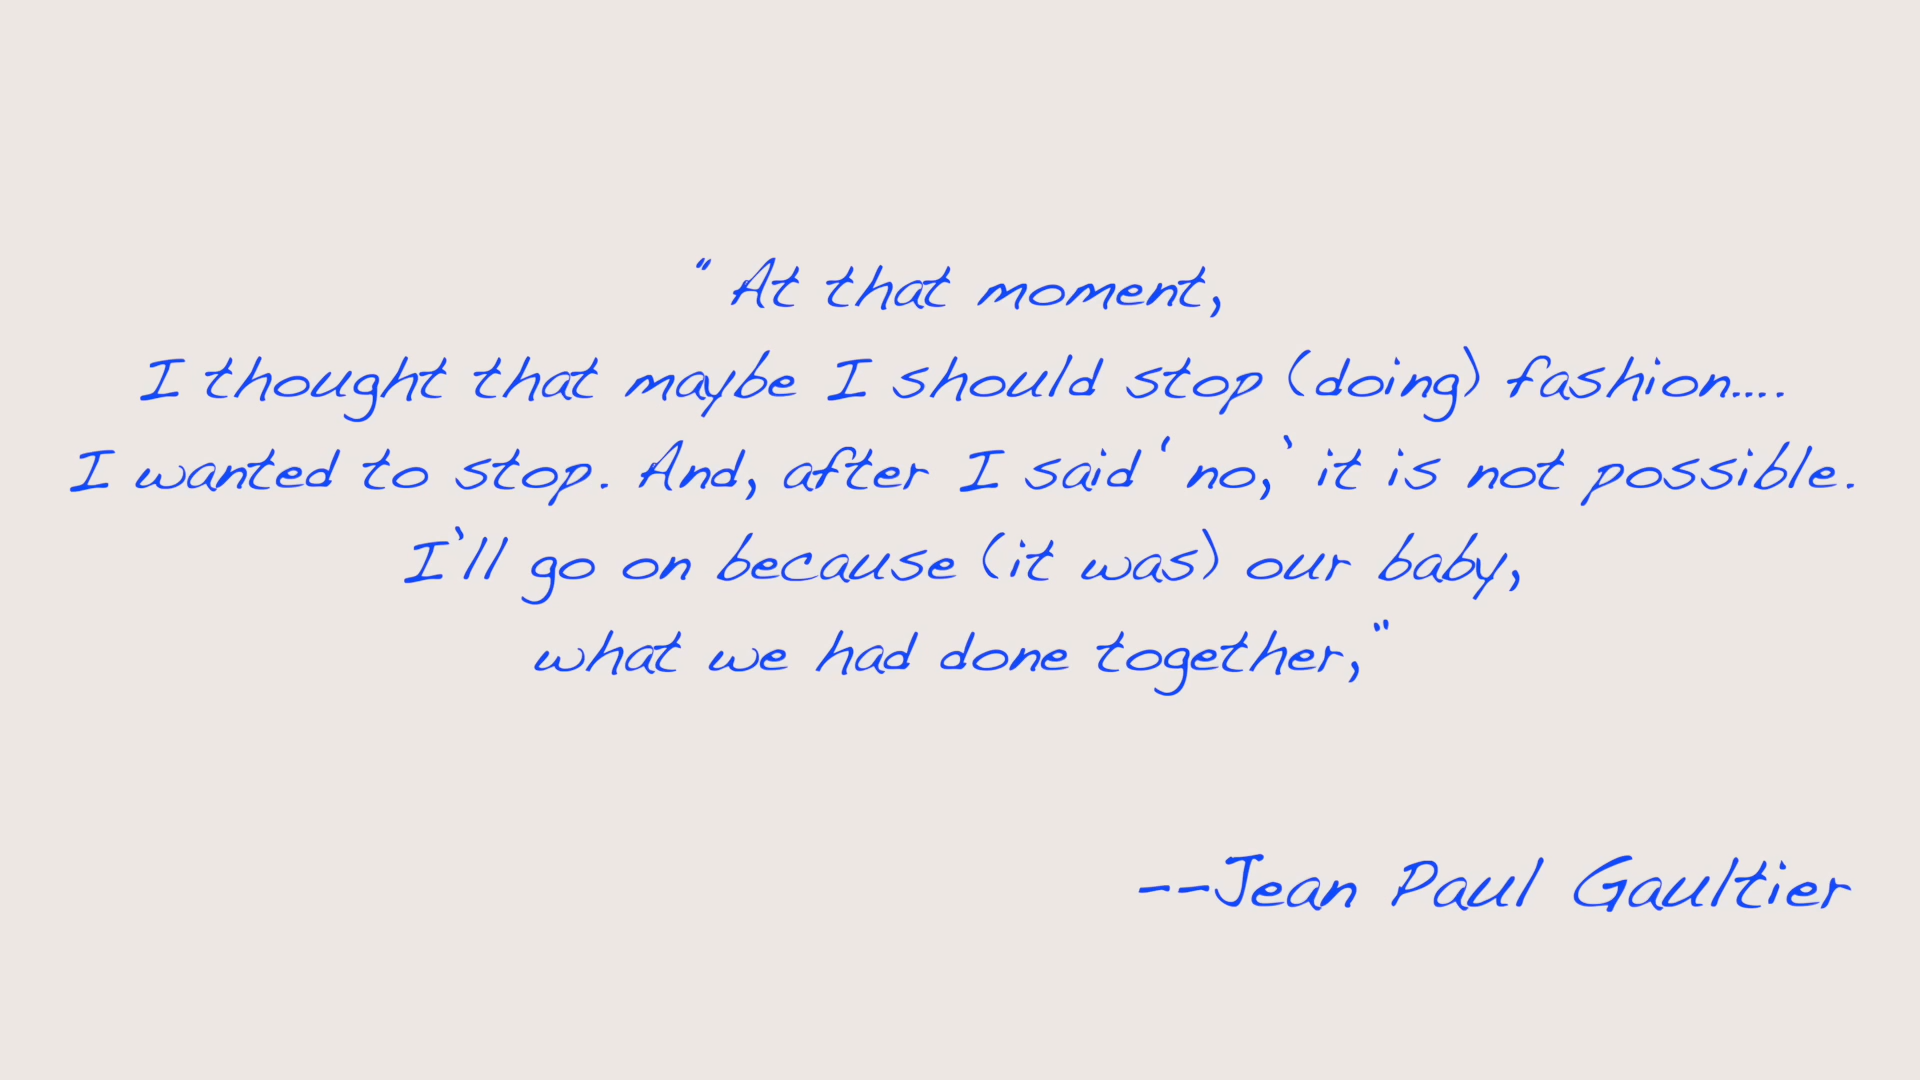 “At that moment,
I thought that maybe I should stop (doing) fashion....
I wanted to stop. And, after I said ‘no,’ it is not possible.
I’ll go on because (it was) our baby,
what we had done together,”
--Jean Paul Gaultier